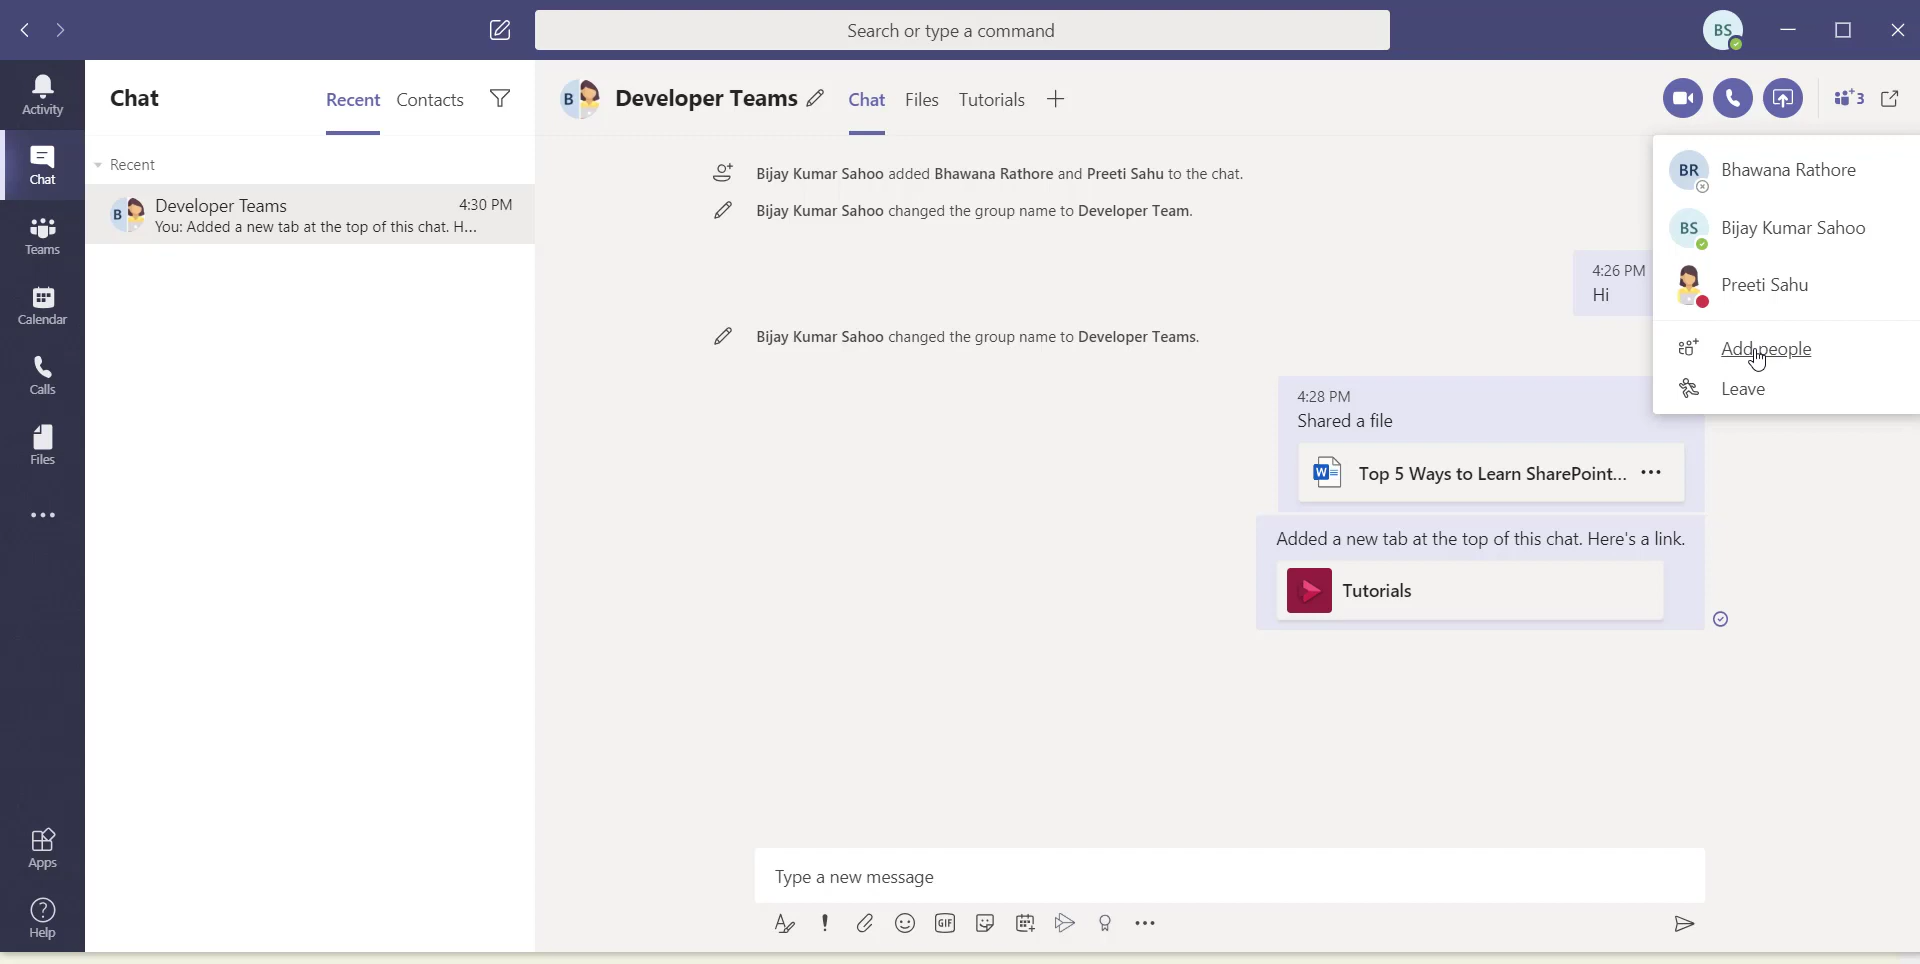 Search or type a command
BS
Activity
Chat
Teams
Calendar
Calls
Files
Apps
Help
Chat
Recent
Contacts
Recent
B
Developer Teams
4:30 PM
You: Added a new tab at the top of this chat. H...
B
Developer Teams
Chat
Files
Tutorials
3
Bijay Kumar Sahoo added Bhawana Rathore and Preeti Sahu to the chat.
Bijay Kumar Sahoo changed the group name to Developer Team.
4:26 PM
Hi
Bijay Kumar Sahoo changed the group name to Developer Teams.
4:28 PM
Shared a file
W
Top 5 Ways to Learn SharePoint...
Added a new tab at the top of this chat. Here's a link.
Tutorials
BR
Bhawana Rathore
BS
Bijay Kumar Sahoo
Preeti Sahu
Add people
Leave
Type a new message
GIF